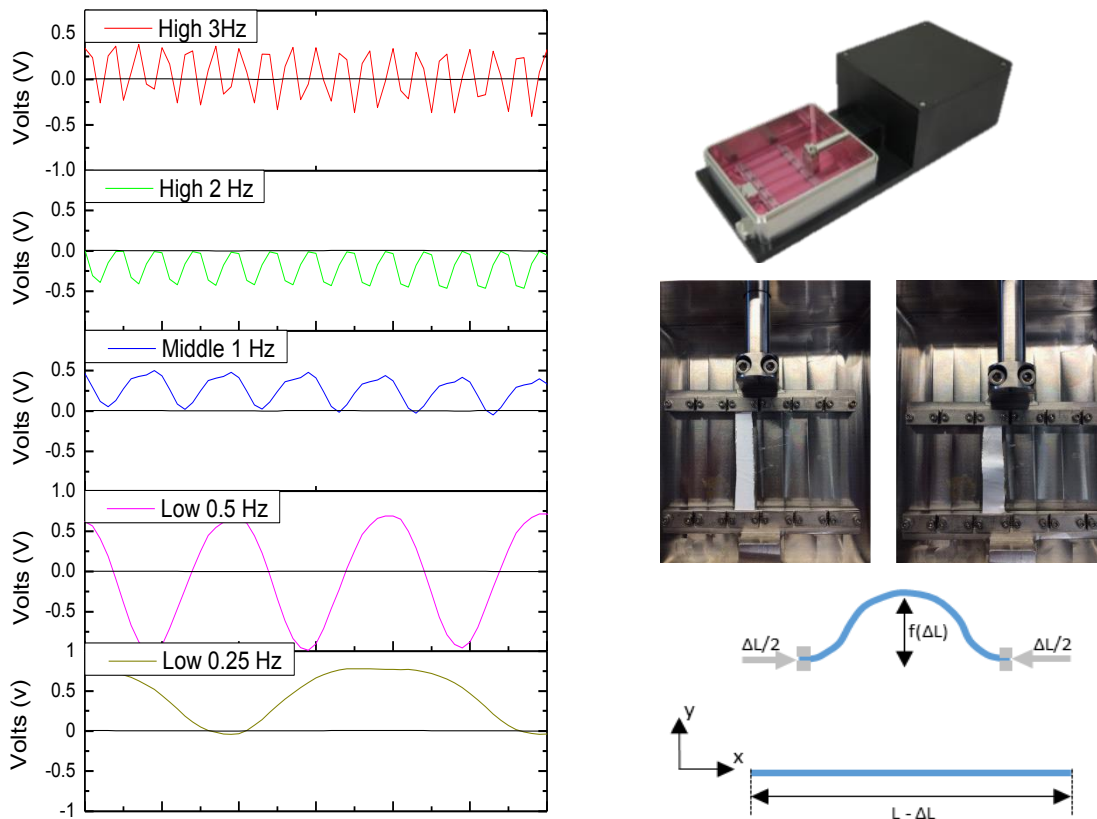 High 3Hz
0.5
0.0
-0.5
-1.0
Volts (V)
High 2 Hz
0.0
-0.5
Volts (V)
Middle 1 Hz
0.5
0.0
0.5
1.0
Volts (V)
Low 0.5 Hz
0.5
0.0
-0.5
-1
Volts (V)
Low 0.25 Hz
0.5
0
-0.5
-1
Volts (v)
ΔL/2
f(ΔL)
ΔL/2
y
x
L - ΔL